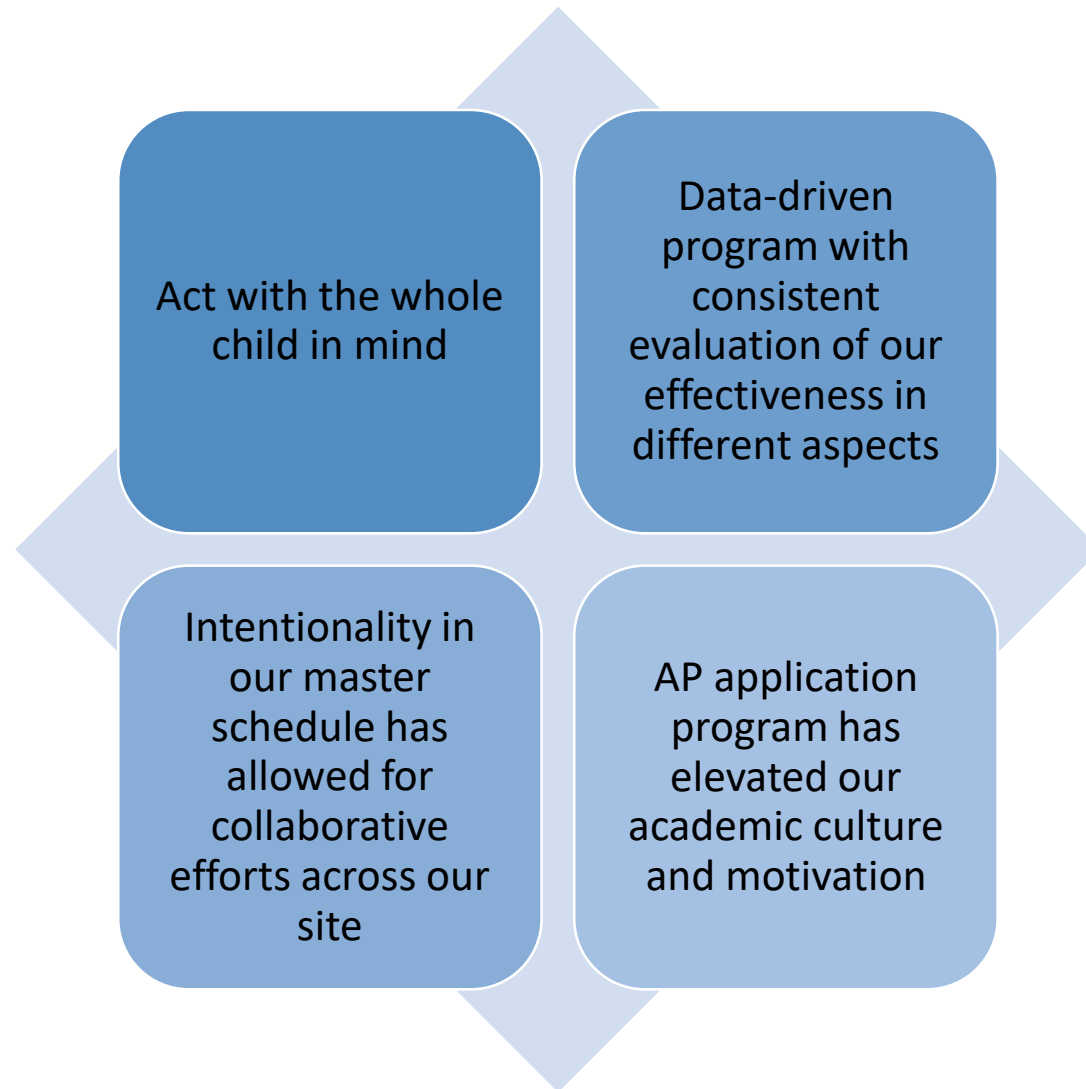 Act with the whole
child in mind
Data-driven
program with
consistent
evaluation of our
effectiveness in
different aspects
Intentionality in
our master
schedule has
allowed for
collaborative
efforts across our
site
AP application
program has
elevated our
academic culture
and motivation